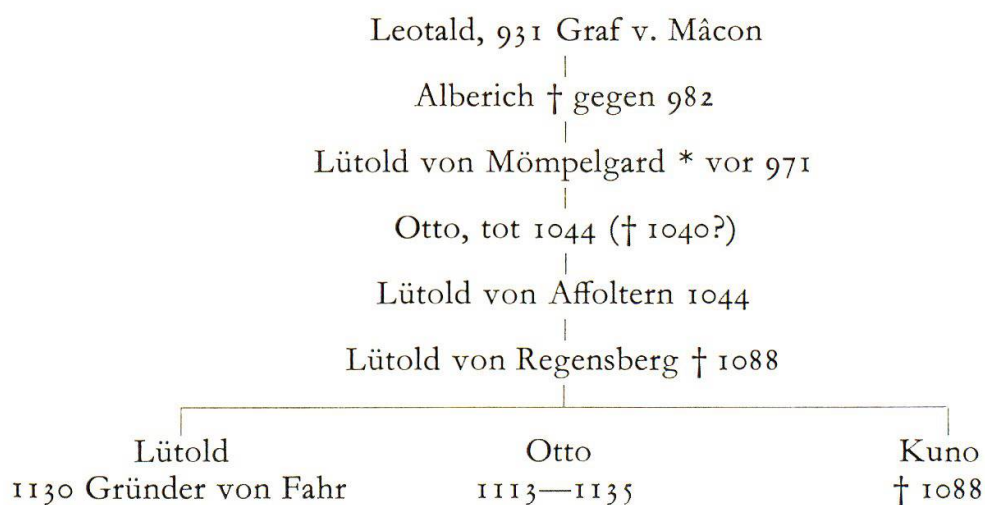 Leotald, 931 Graf v. Mâcon
Alberich † gegen 982
Lütold von Mömpelgard * vor 971
Otto, tot 1044 († 1040?)
Lütold von Affoltern 1044
Lütold von Regensberg † 1088
Lütold Otto Kuno
1130 Gründer von Fahr 1113—1135 † 1088